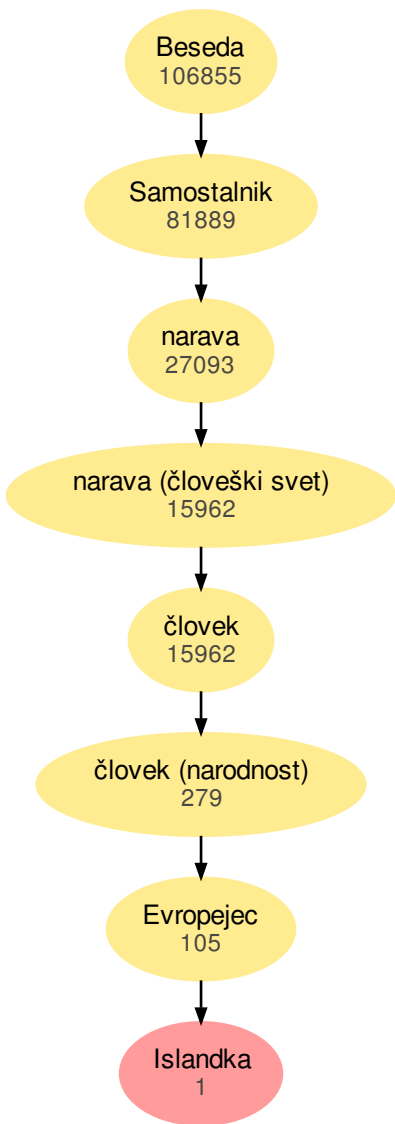 Beseda
106855
Samostalnik
81889
narava
27093
narava (človeški svet)
15962
človek
15962
človek (narodnost)
279
Evropejec
105
Islandka
1